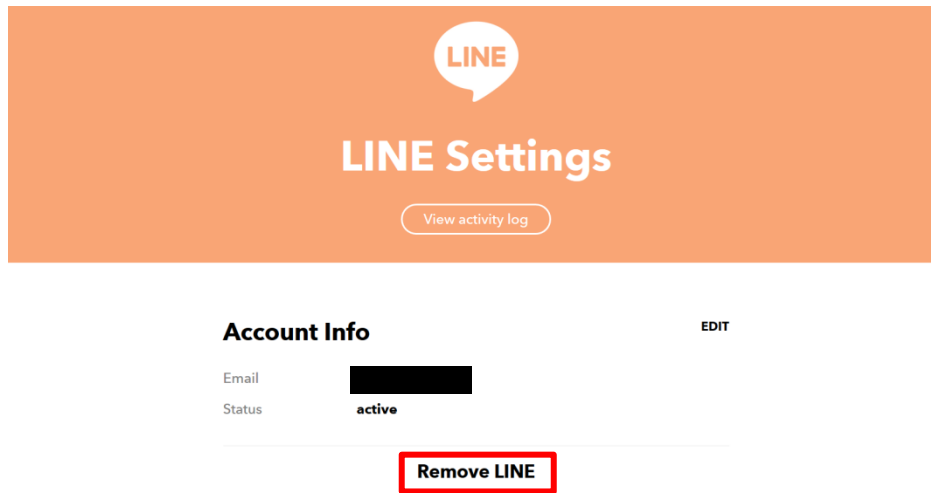 LINE
LINE Settings
View activity log
Account Info
EDIT
Email
Status active
Remove LINE